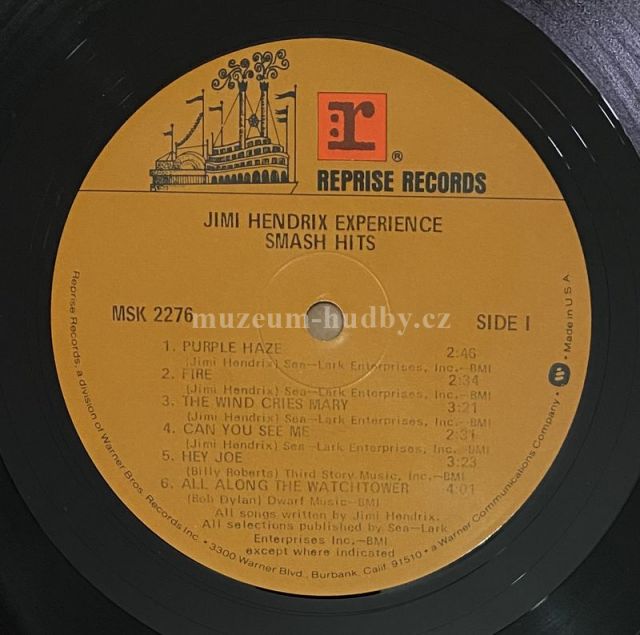 r
®
REPRISE RECORDS
JIMI HENDRIX EXPERIENCE
SMASH HITS
MSK 2276
muzeum-hudby.cz
SIDE I
1. PURPLE HAZE 2:46
(Jimi Hendrix) Sea—Lark Enterprises, Inc.—BMI
2. FIRE 2:34
(Jimi Hendrix) Sea—Lark Enterprises, Inc.—BMI
3. THE WIND CRIES MARY 3:21
(Jimi Hendrix) Sea—Lark Enterprises, Inc.—BMI
4. CAN YOU SEE ME 2:31
(Jimi Hendrix) Sea—Lark Enterprises, Inc.—BMI
5. HEY JOE 3:23
(Billy Roberts) Third Story Music, Inc.—BMI
6. ALL ALONG THE WATCHTOWER 4:01
(Bob Dylan) Dwarf Music—BMI
All songs written by Jimi Hendrix.
All selections published by Sea—Lark
Enterprises Inc.—BMI
except where indicated
Reprise Records, a division of Warner Bros. Records Inc. • 3300 Warner Blvd., Burbank, Calif. 91510 • a Warner Communications Company • Made in U S A